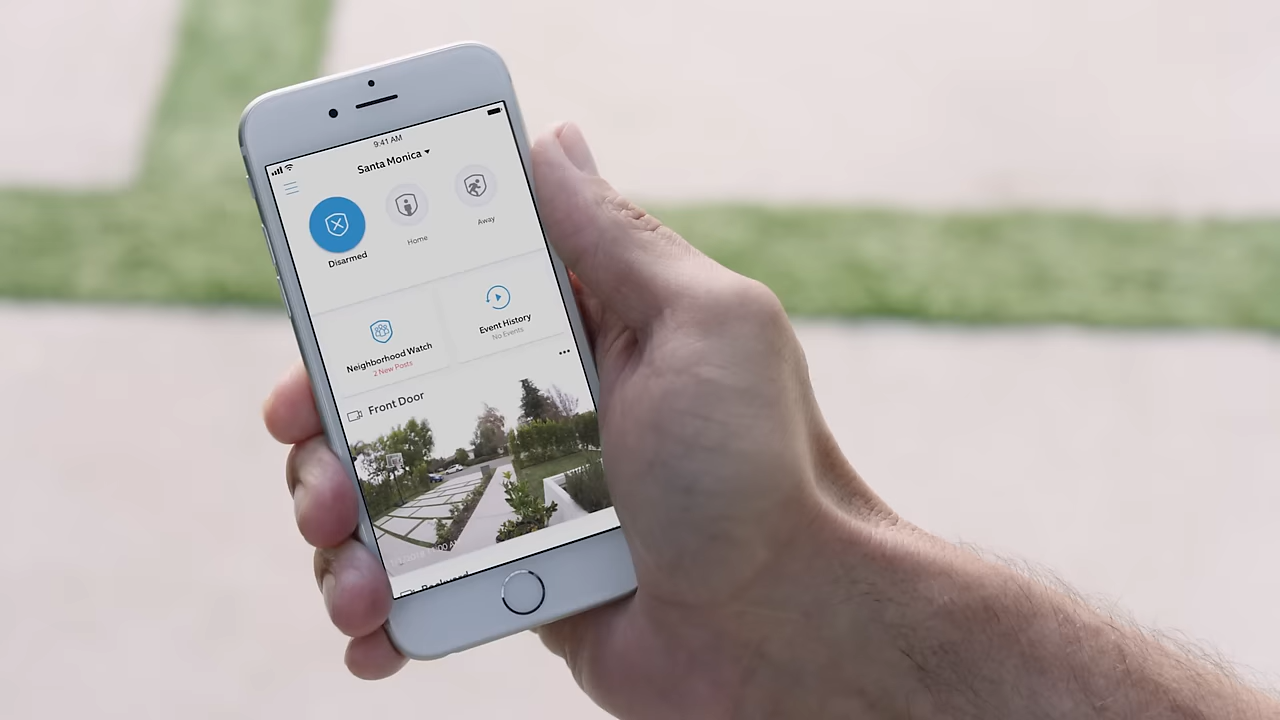 9:41 AM
Santa Monica
Disarmed
Home
Away
Neighborhood Watch
2 New Posts
Event History
No Events
Front Door